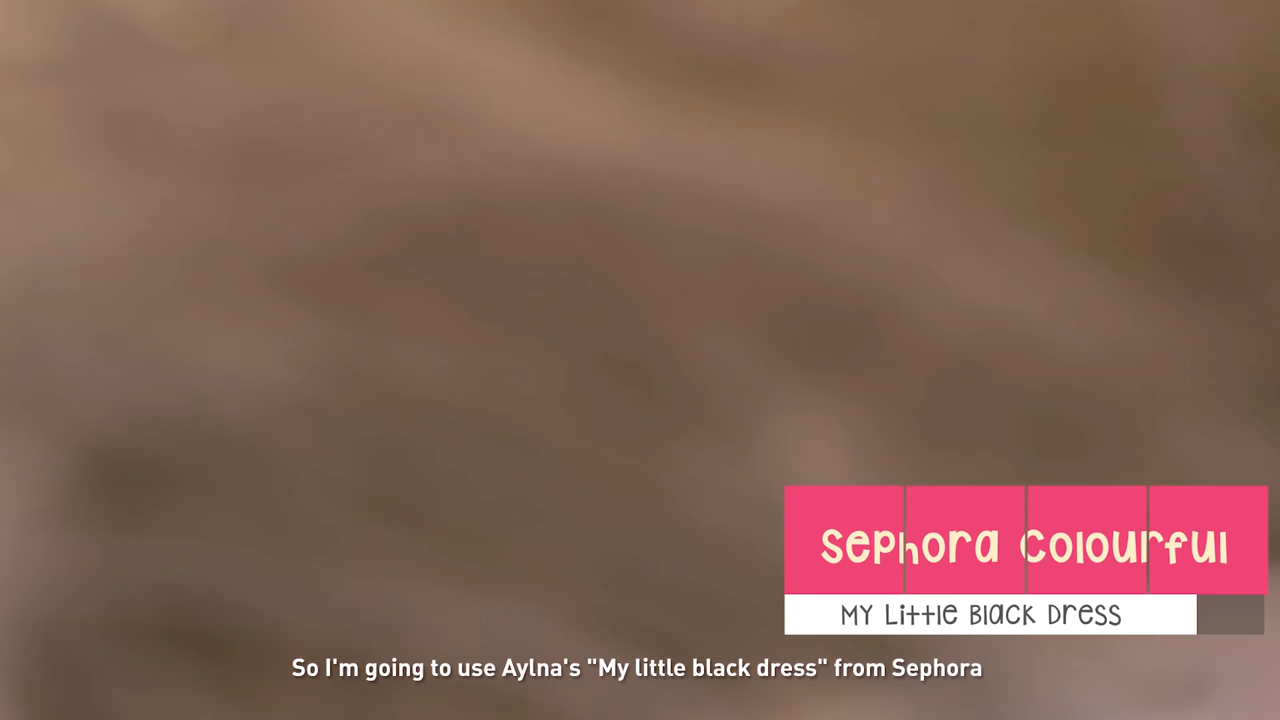 Sephora Colourful
MY Little Black Dress
So I'm going to use Aylna's "My little black dress" from Sephora